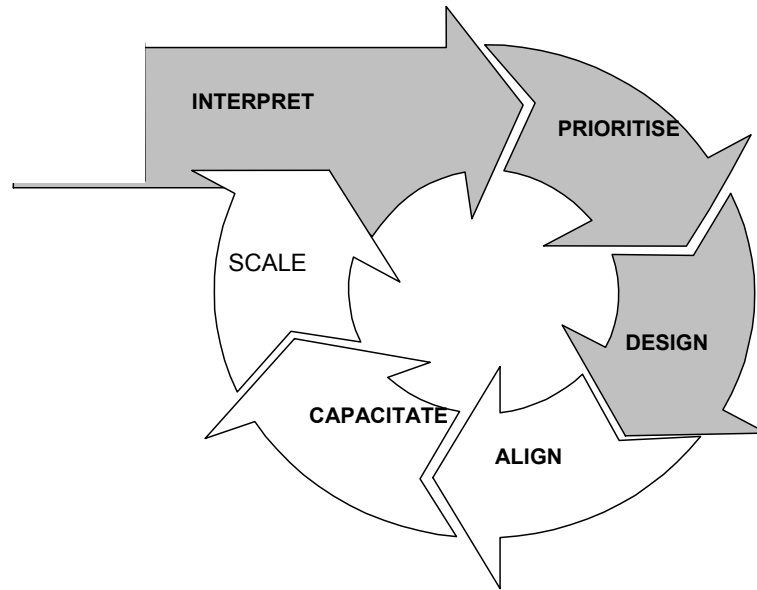 INTERPRET
PRIORITISE
DESIGN
ALIGN
CAPACITATE
SCALE